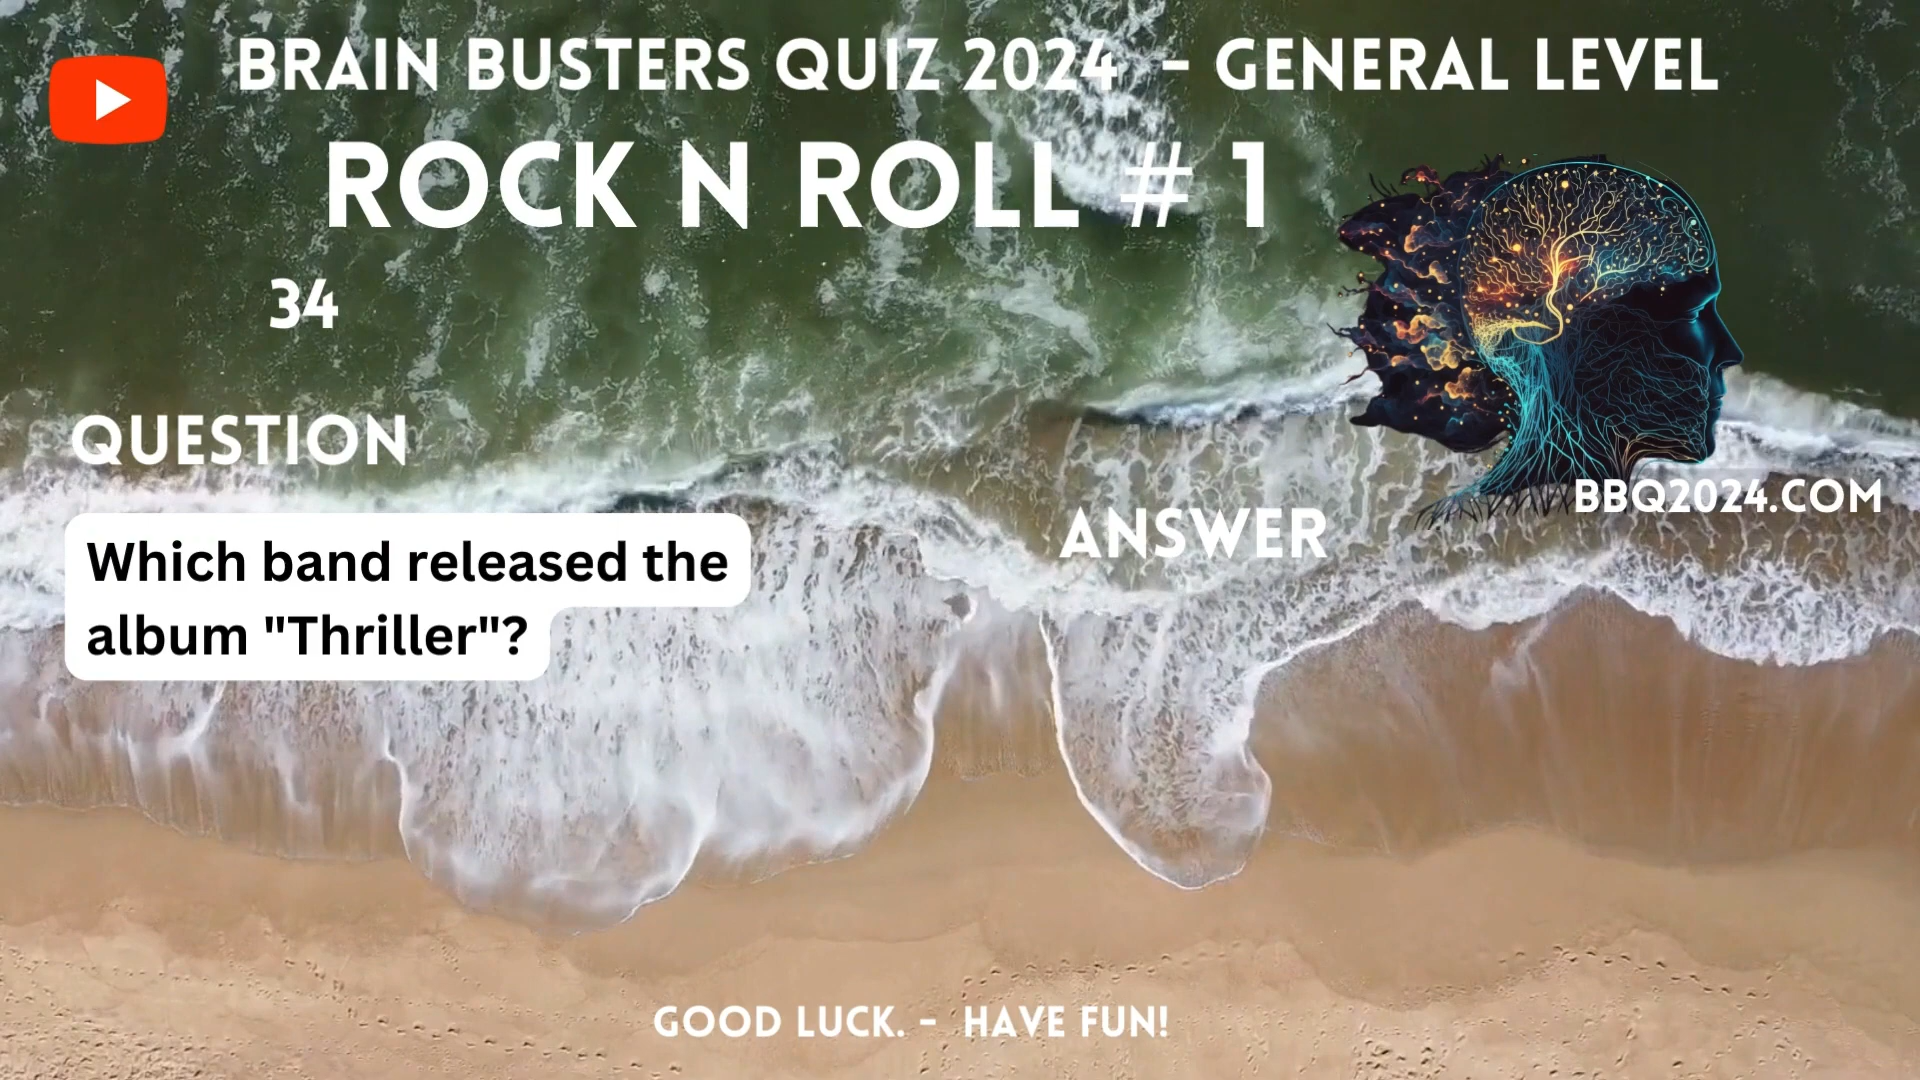 BRAIN BUSTERS QUIZ 2024 - GENERAL LEVEL
ROCK N ROLL # 1
34
QUESTION
Which band released the
album "Thriller"?
ANSWER
BBQ2024.COM
GOOD LUCK. - HAVE FUN!